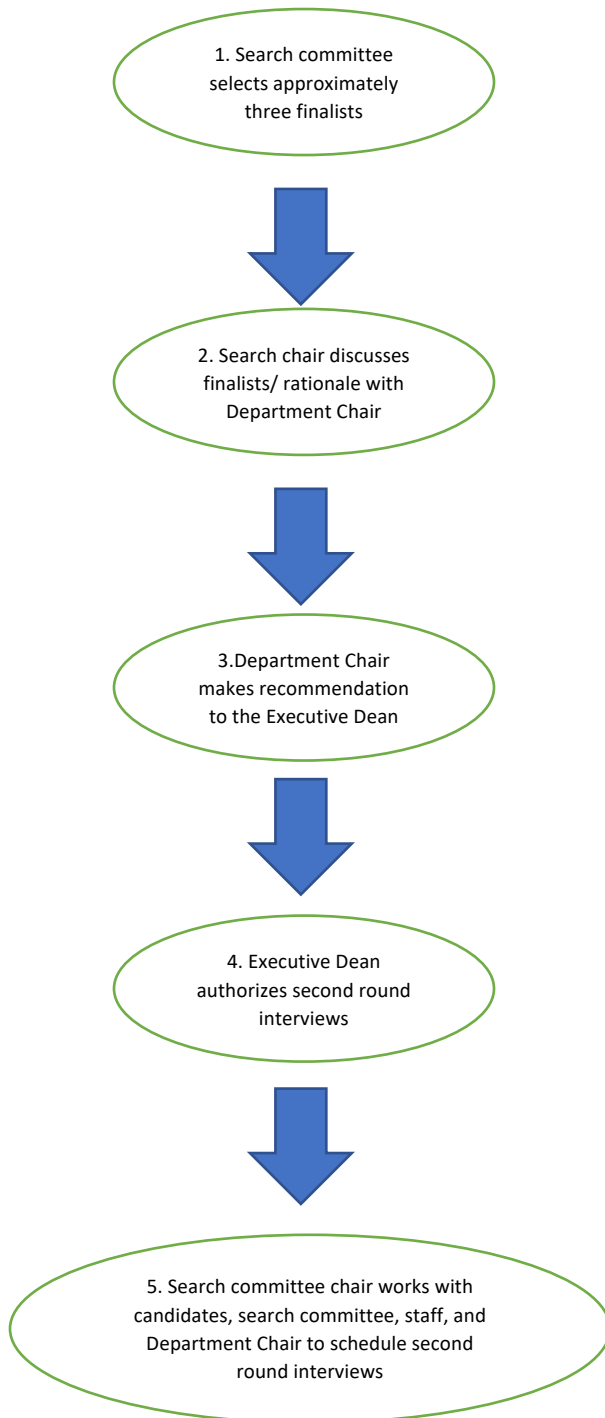 1. Search committee
selects approximately
three finalists
2. Search chair discusses
finalists/ rationale with
Department Chair
3.Department Chair
makes recommendation
to the Executive Dean
4. Executive Dean
authorizes second round
interviews
5. Search committee chair works with
candidates, search committee, staff, and
Department Chair to schedule second
round interviews